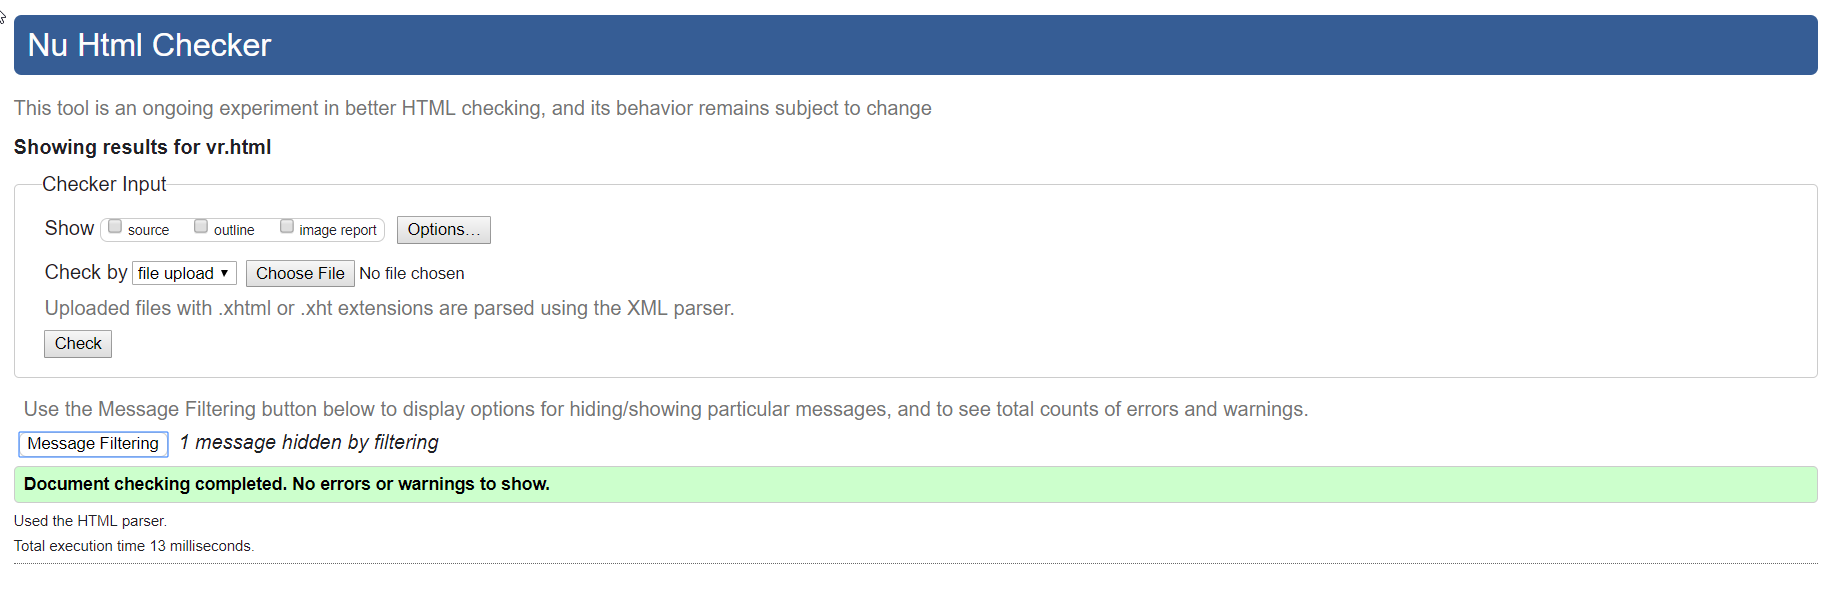 Nu Html Checker
This tool is an ongoing experiment in better HTML checking, and its behavior remains subject to change
Showing results for vr.html
Checker Input
Show source outline image report Options...
Check by file upload Choose File No file chosen
Uploaded files with .xhtml or .xht extensions are parsed using the XML parser.
Check
Use the Message Filtering button below to display options for hiding/showing particular messages, and to see total counts of errors and warnings.
Message Filtering 1 message hidden by filtering
Document checking completed. No errors or warnings to show.
Used the HTML parser.
Total execution time 13 milliseconds.